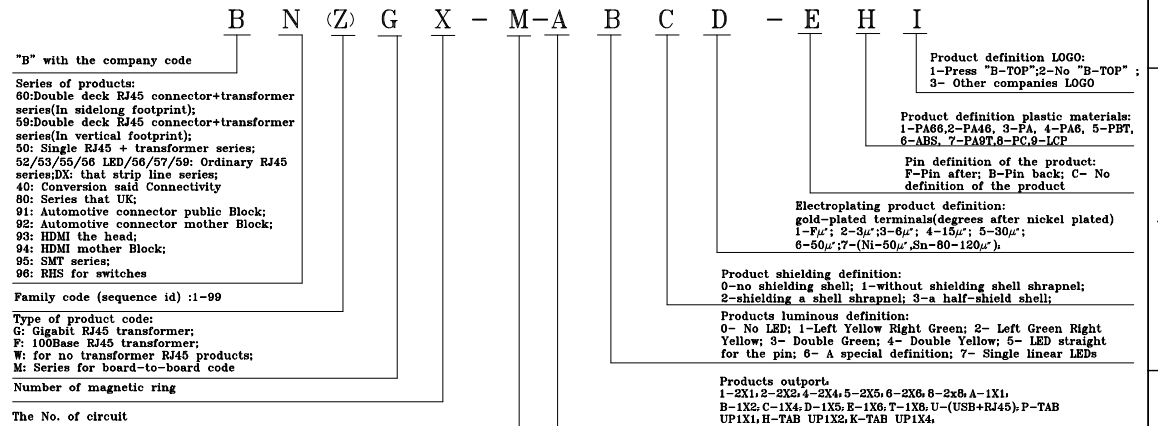 B N (Z) G X - M-A B C D - E H I
"B" with the company code
Series of products:
60:Double deck RJ45 connector+transformer
series(In sidelong footprint);
59:Double deck RJ45 connector+transformer
series(In vertical footprint);
50: Single RJ45 + transformer series;
52/53/55/56 LED/56/57/59: Ordinary RJ45
series;DX: that strip line series;
40: Conversion said Connectivity
80: Series that UK;
91: Automotive connector public Block;
92: Automotive connector mother Block;
93: HDMI the head;
94: HDMI mother Block;
95: SMT series;
96: RHS for switches
Family code (sequence id) :1-99
Type of product code:
G: Gigabit RJ45 transformer;
F: 100Base RJ45 transformer;
W: for no transformer RJ45 products;
M: Series for board-to-board code
Number of magnetic ring
The No. of circuit
Product definition LOGO:
1-Press "B-TOP";2-No "B-TOP" ;
3- Other companies LOGO
Product definition plastic materials:
1-PA66,2-PA46, 3-PA, 4-PA6, 5-PBT,
6-ABS, 7-PA9T,8-PC,9-LCP
Pin definition of the product:
F-Pin after; B-Pin back; C- No
definition of the product
Electroplating product definition:
gold-plated terminals(degrees after nickel plated)
1-Fμ"; 2-3μ";3-6μ"; 4-15μ"; 5-30μ";
6-50μ";7-(Ni-50μ",Sn-80-120μ");
Product shielding definition:
0-no shielding shell; 1-without shielding shell shrapnel;
2-shielding a shell shrapnel; 3-a half-shield shell;
Products luminous definition:
0- No LED; 1-Left Yellow Right Green; 2- Left Green Right
Yellow; 3- Double Green; 4- Double Yellow; 5- LED straight
for the pin; 6- A special definition; 7- Single linear LEDs
Products outport:
1-2X1; 2-2X2; 4-2X4; 5-2X5; 6-2X6; 8-2x8; A-1X1;
B-1X2; C-1X4; D-1X5; E-1X6; T-1X8; U-(USB+RJ45); P-TAB
UP1X1; H-TAB UP1X2; K-TAB UP1X4;